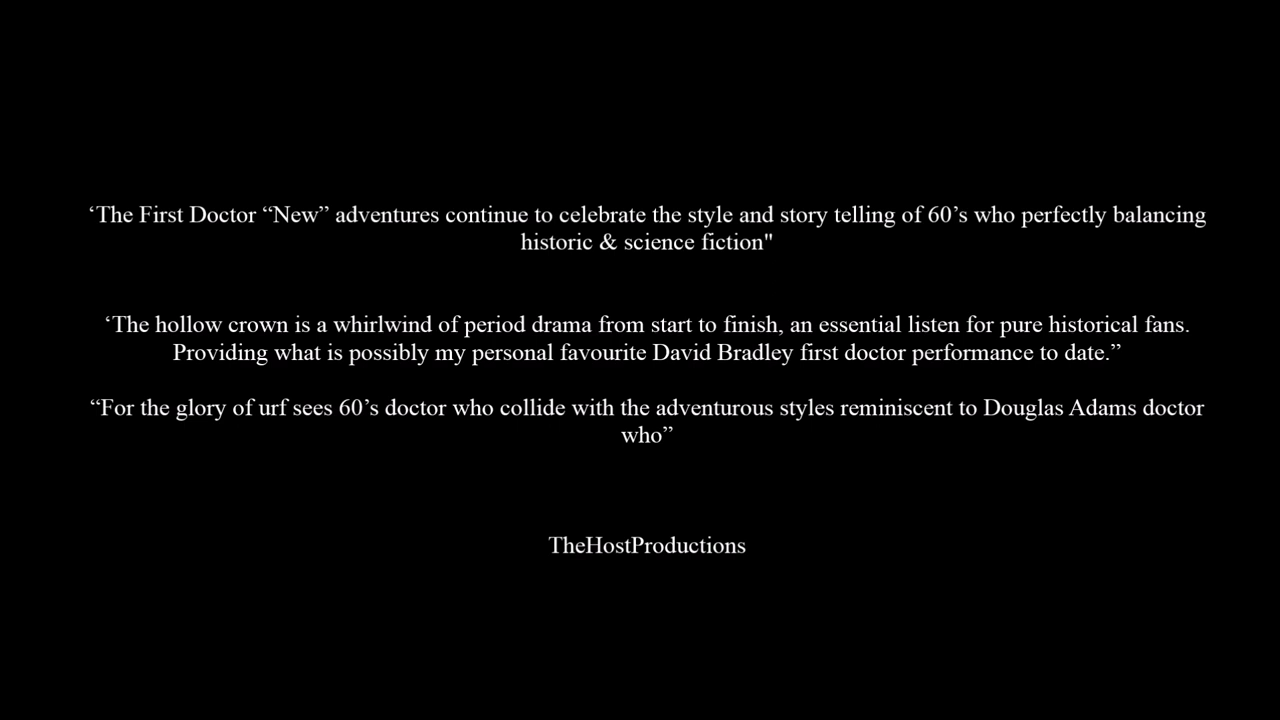 ‘The First Doctor “New” adventures continue to celebrate the style and story telling of 60’s who perfectly balancing
historic & science fiction"
‘The hollow crown is a whirlwind of period drama from start to finish, an essential listen for pure historical fans.
Providing what is possibly my personal favourite David Bradley first doctor performance to date.”
“For the glory of urf sees 60’s doctor who collide with the adventurous styles reminiscent to Douglas Adams doctor
who”
TheHostProductions